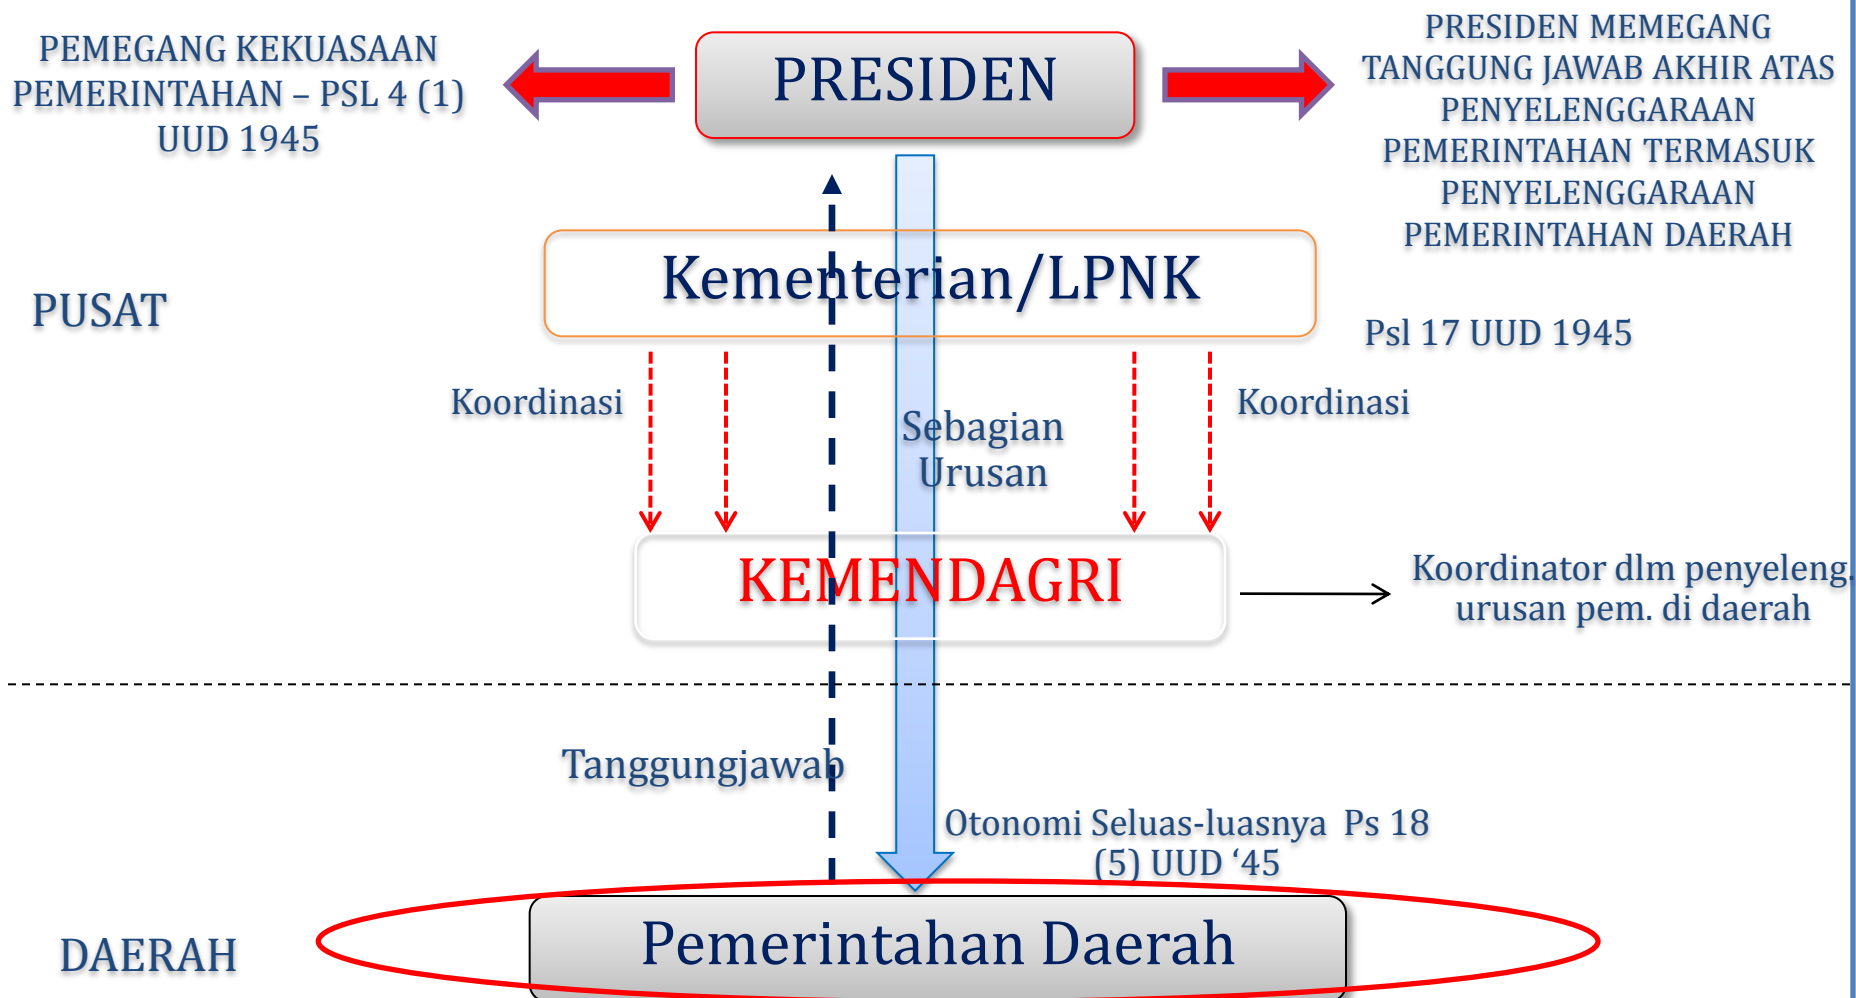 PEMEGANG KEKUASAAN
PEMERINTAHAN – PSL 4 (1)
UUD 1945
PRESIDEN
PRESIDEN MEMEGANG
TANGGUNG JAWAB AKHIR ATAS
PENYELENGGARAAN
PEMERINTAHAN TERMASUK
PENYELENGGARAAN
PEMERINTAHAN DAERAH
Kementerian/LPNK
PUSAT
Psl 17 UUD 1945
Koordinasi
Sebagian
Urusan
Koordinasi
KEMENDAGRI
Koordinator dlm penyeleng.
urusan pem. di daerah
Tanggungjawab
Otonomi Seluas-luasnya  Ps 18
(5) UUD ‘45
DAERAH
Pemerintahan Daerah